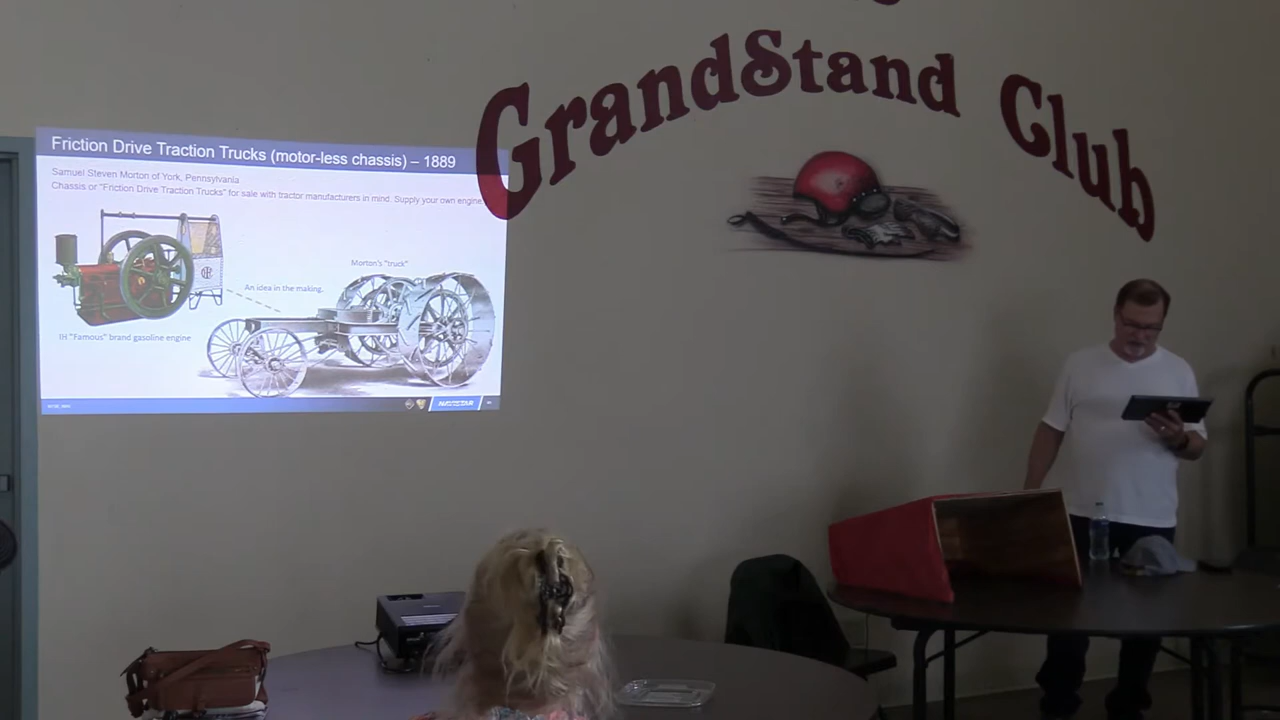 GrandStand Club
Friction Drive Traction Trucks (motor-less chassis) – 1889
Samuel Steven Morton of York, Pennsylvania
Chassis or "Friction Drive Traction Trucks" for sale with tractor manufacturers in mind. Supply your own engine.
Morton's "truck"
An idea in the making.
IH "Famous" brand gasoline engine
NAVISTAR